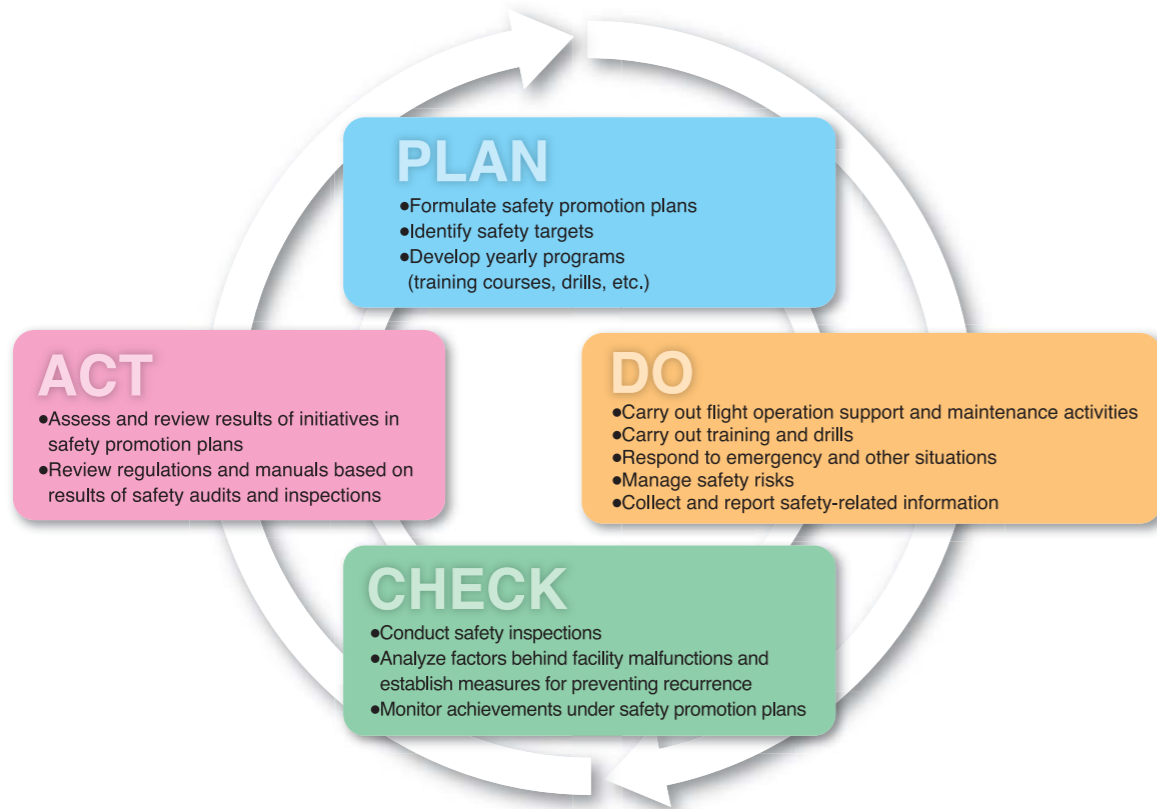 PLAN
●Formulate safety promotion plans
●Identify safety targets
●Develop yearly programs
(training courses, drills, etc.)
DO
●Carry out flight operation support and maintenance activities
●Carry out training and drills
●Respond to emergency and other situations
●Manage safety risks
●Collect and report safety-related information
CHECK
●Conduct safety inspections
●Analyze factors behind facility malfunctions and
establish measures for preventing recurrence
●Monitor achievements under safety promotion plans
ACT
●Assess and review results of initiatives in
safety promotion plans
●Review regulations and manuals based on
results of safety audits and inspections